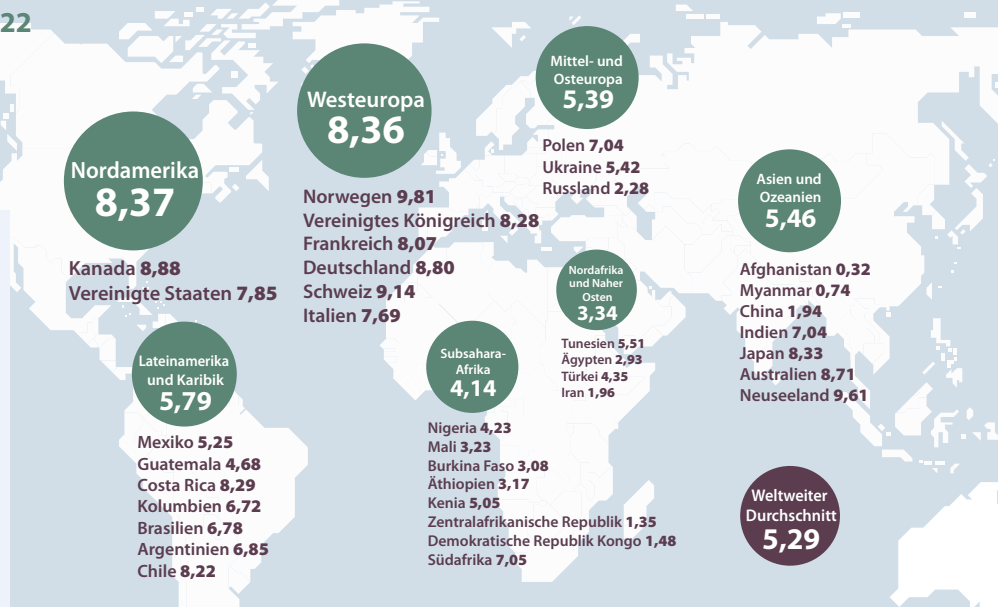 22
Nordamerika
8,37
Kanada 8,88
Vereinigte Staaten 7,85
Westeuropa
8,36
Norwegen 9,81
Vereinigtes Königreich 8,28
Frankreich 8,07
Deutschland 8,80
Schweiz 9,14
Italien 7,69
Mittel- und
Osteuropa
5,39
Polen 7,04
Ukraine 5,42
Russland 2,28
Asien und
Ozeanien
5,46
Afghanistan 0,32
Myanmar 0,74
China 1,94
Indien 7,04
Japan 8,33
Australien 8,71
Neuseeland 9,61
Nordafrika
und Naher
Osten
3,34
Tunesien 5,51
Ägypten 2,93
Türkei 4,35
Iran 1,96
Lateinamerika
und Karibik
5,79
Mexiko 5,25
Guatemala 4,68
Costa Rica 8,29
Kolumbien 6,72
Brasilien 6,78
Argentinien 6,85
Chile 8,22
Subsahara-
Afrika
4,14
Nigeria 4,23
Mali 3,23
Burkina Faso 3,08
Äthiopien 3,17
Kenia 5,05
Zentralafrikanische Republik 1,35
Demokratische Republik Kongo 1,48
Südafrika 7,05
Weltweiter
Durchschnitt
5,29